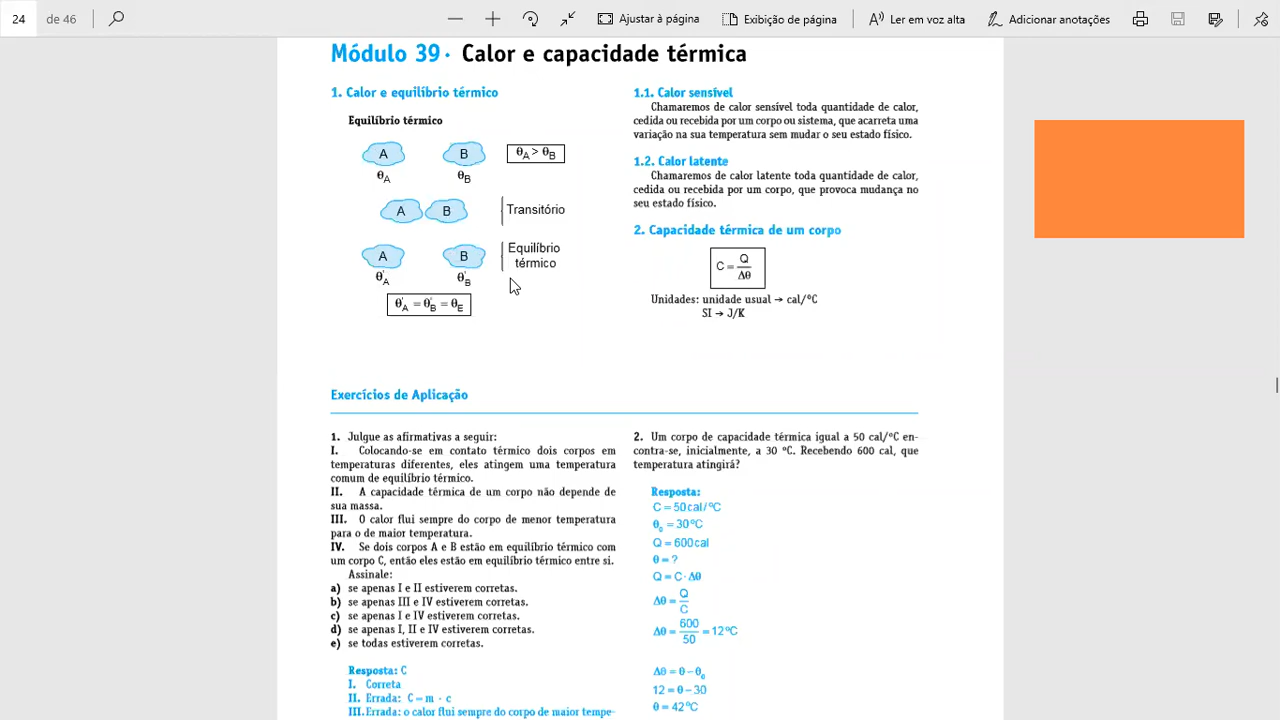 24 de 46
Ajustar à página
Exibição de página
Ler em voz alta
Adicionar anotações
Módulo 39 · Calor e capacidade térmica
1. Calor e equilíbrio térmico
Equilíbrio térmico
A B θA > θB
θA θB
A B Transitório
A B Equilíbrio
térmico
θ'A θ'B
θ'A = θ'B = θE
1.1. Calor sensível
Chamaremos de calor sensível toda quantidade de calor,
cedida ou recebida por um corpo ou sistema, que acarreta uma
variação na sua temperatura sem mudar o seu estado físico.
1.2. Calor latente
Chamaremos de calor latente toda quantidade de calor,
cedida ou recebida por um corpo, que provoca mudança no
seu estado físico.
2. Capacidade térmica de um corpo
C = Q/Δθ
Unidades: unidade usual → cal/°C
SI → J/K
Exercícios de Aplicação
1. Julgue as afirmativas a seguir:
I. Colocando-se em contato térmico dois corpos em
temperaturas diferentes, eles atingem uma temperatura
comum de equilíbrio térmico.
II. A capacidade térmica de um corpo não depende de
sua massa.
III. O calor flui sempre do corpo de menor temperatura
para o de maior temperatura.
IV. Se dois corpos A e B estão em equilíbrio térmico com
um corpo C, então eles estão em equilíbrio térmico entre si.
Assinale:
a) se apenas I e II estiverem corretas.
b) se apenas III e IV estiverem corretas.
c) se apenas I e IV estiverem corretas.
d) se apenas I, II e IV estiverem corretas.
e) se todas estiverem corretas.
Resposta: C
I. Correta
II. Errada: C = m · c
III. Errada: o calor flui sempre do corpo de maior tempe-
2. Um corpo de capacidade térmica igual a 50 cal/°C en-
contra-se, inicialmente, a 30 °C. Recebendo 600 cal, que
temperatura atingirá?
Resposta:
C = 50 cal/°C
θ0 = 30 °C
Q = 600 cal
θ = ?
Q = C · Δθ
Δθ = Q/C
Δθ = 600/50 = 12 °C
Δθ = θ – θ0
12 = θ – 30
θ = 42 °C